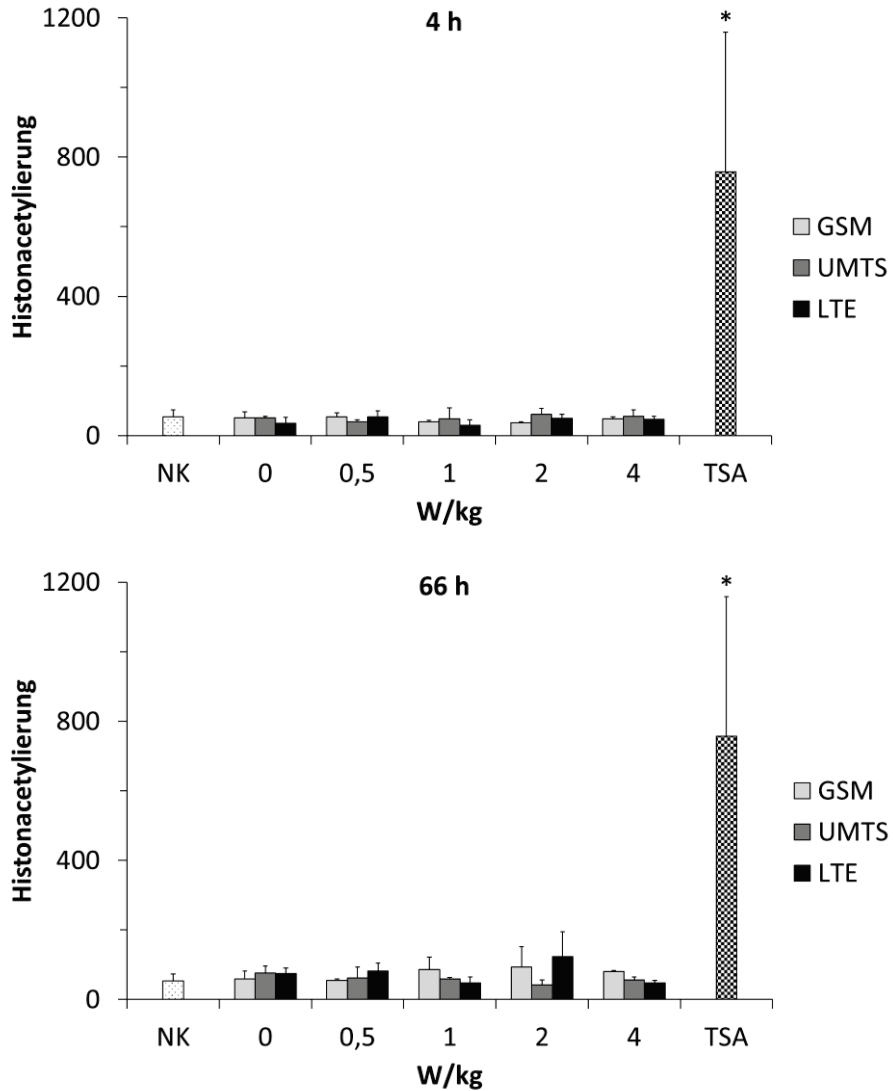 4 h
*
1200
800
400
0
Histonacetylierung
GSM
UMTS
LTE
NK 0 0,5 1 2 4 TSA
W/kg
66 h
*
1200
800
400
0
Histonacetylierung
GSM
UMTS
LTE
NK 0 0,5 1 2 4 TSA
W/kg